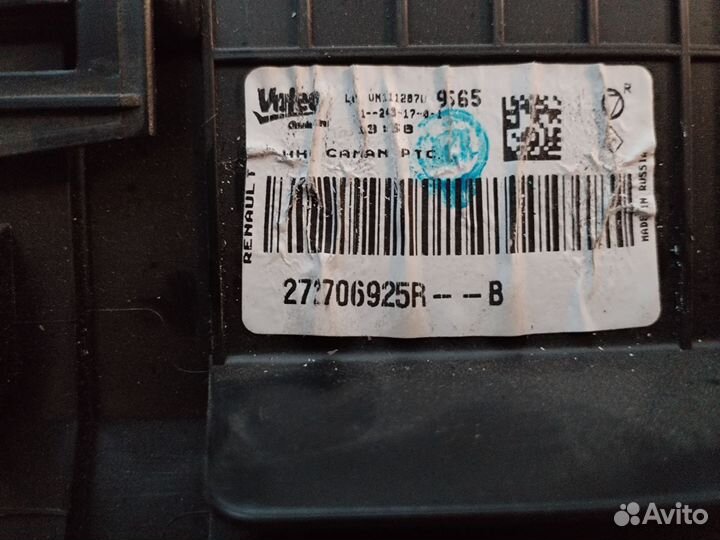 Valeo 9565
HH CAMAN PTC
RENAULT
MADE IN RUSSIA
R
272706925R-- --B
Avito